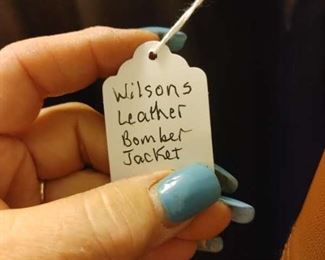 Wilsons
Leather
Bomber
Jacket